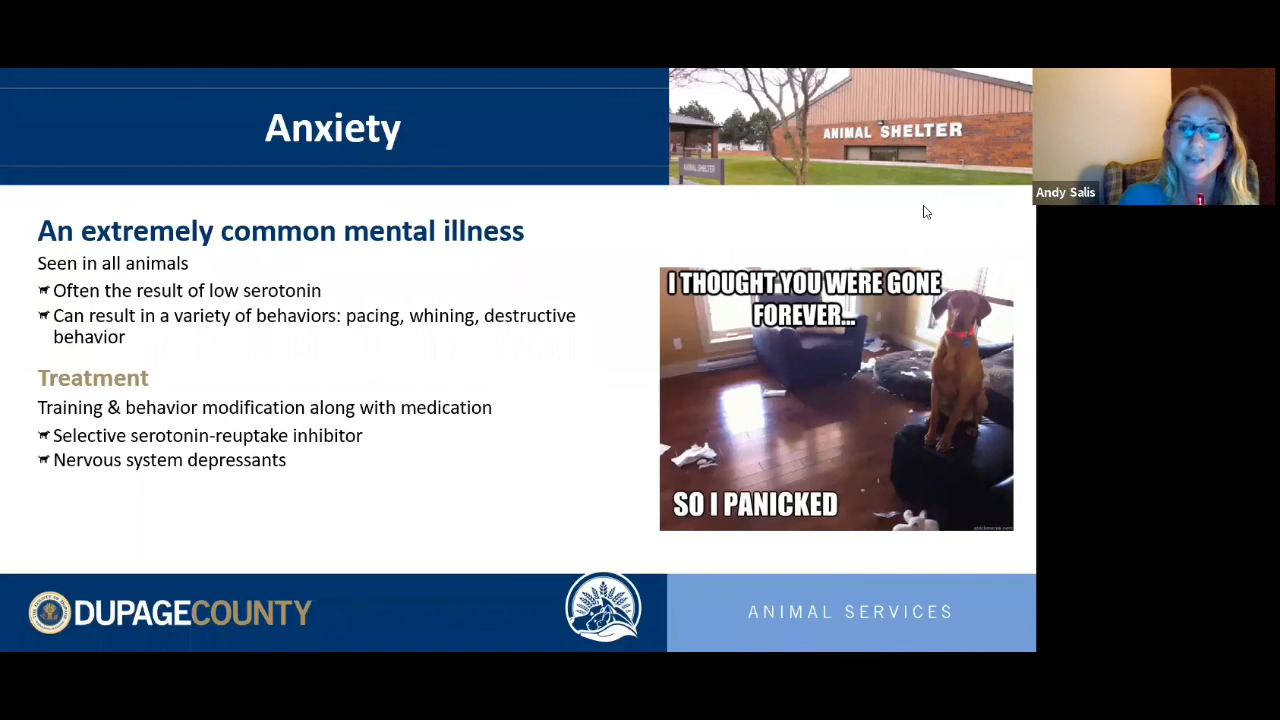 Anxiety
ANIMAL SHELTER
ANIMAL SHELTER
Andy Salis
An extremely common mental illness
Seen in all animals
Often the result of low serotonin
Can result in a variety of behaviors: pacing, whining, destructive
behavior
Treatment
Training & behavior modification along with medication
Selective serotonin-reuptake inhibitor
Nervous system depressants
I THOUGHT YOU WERE GONE
FOREVER...
SO I PANICKED
DUPAGECOUNTY
ANIMAL SERVICES